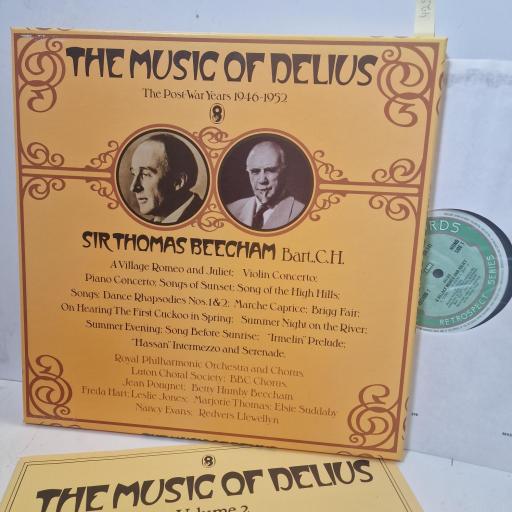 THE MUSIC OF DELIUS
The Post-War Years 1946-1952
SIR THOMAS BEECHAM Bart., C.H.
A Village Romeo and Juliet; Violin Concerto;
Piano Concerto; Songs of Sunset; Song of the High Hills;
Songs; Dance Rhapsodies Nos. 1 & 2; Marche Caprice; Brigg Fair;
On Hearing The First Cuckoo in Spring; Summer Night on the River;
Summer Evening; Song Before Sunrise; "Irmelin" Prelude;
"Hassan" Intermezzo and Serenade.
Royal Philharmonic Orchestra and Chorus,
Luton Choral Society; BBC Chorus,
Jean Pougnet; Betty Humby Beecham
Freda Hart; Leslie Jones; Marjorie Thomas; Elsie Suddaby
Nancy Evans; Redvers Llewellyn
RDS
RETROSPECT SERIES
THE MUSIC OF DELIUS
Volume 2